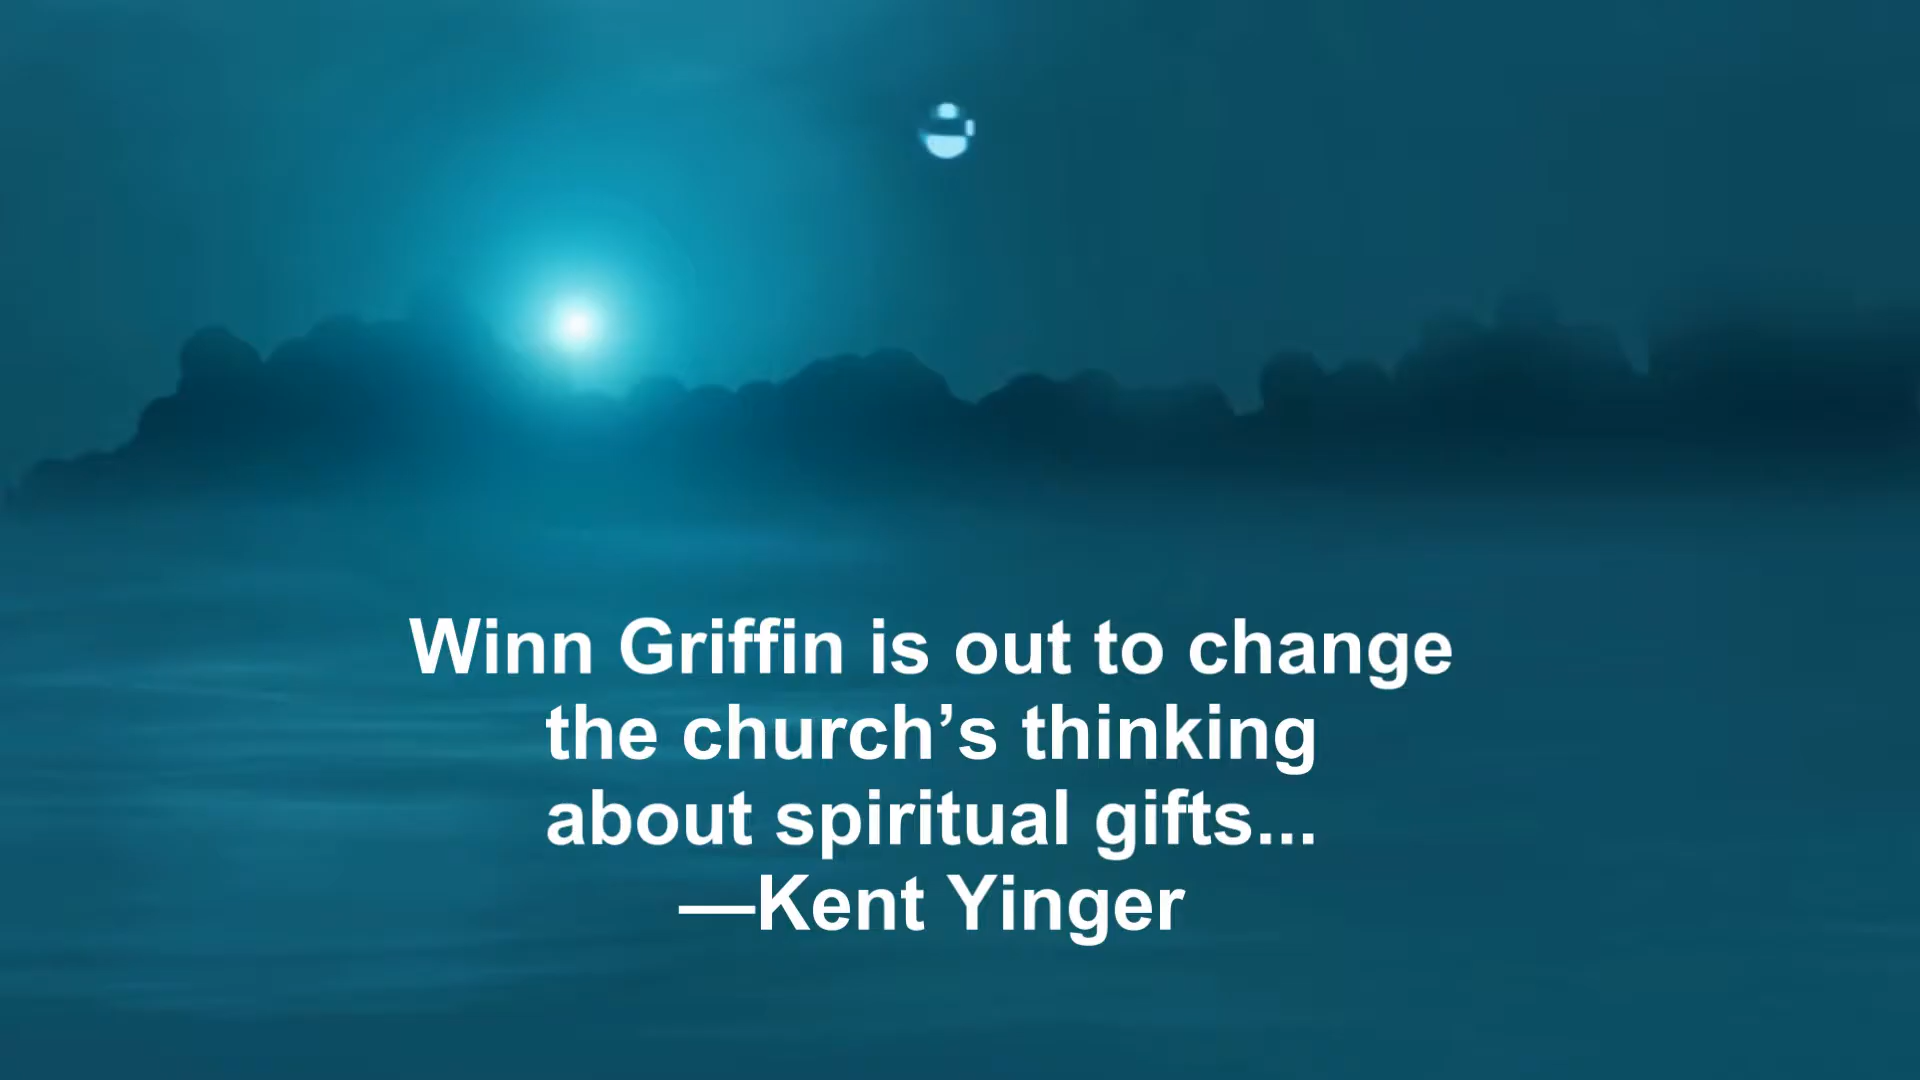 Winn Griffin is out to change
the church’s thinking
about spiritual gifts...
—Kent Yinger